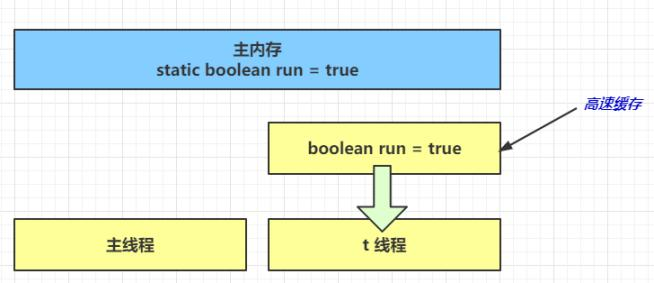 主内存
static boolean run = true
高速缓存
boolean run = true
主线程
t 线程